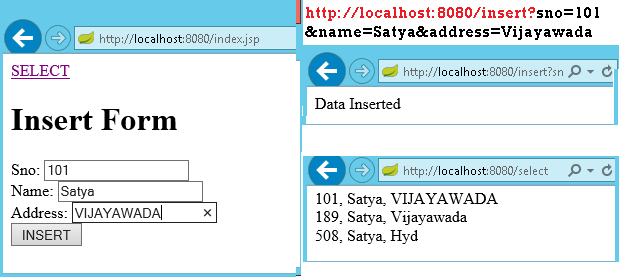 http://localhost:8080/index.jsp
SELECT
Insert Form
Sno: 101
Name: Satya
Address: VIJAYAWADA ×
INSERT
http://localhost:8080/insert?sno=101
&name=Satya&address=Vijayawada
http://localhost:8080/insert?sn
Data Inserted
http://localhost:8080/select
101, Satya, VIJAYAWADA
189, Satya, Vijayawada
508, Satya, Hyd